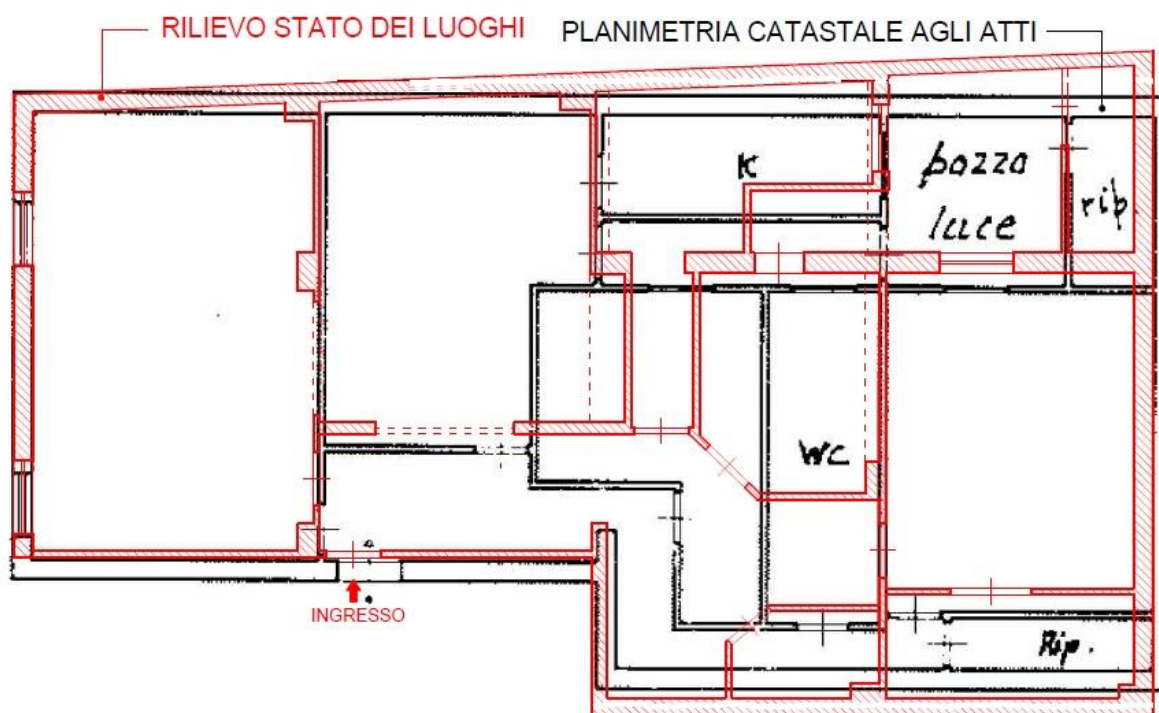 RILIEVO STATO DEI LUOGHI
PLANIMETRIA CATASTALE AGLI ATTI
K
pozzo
luce
rip
WC
INGRESSO
Rip.